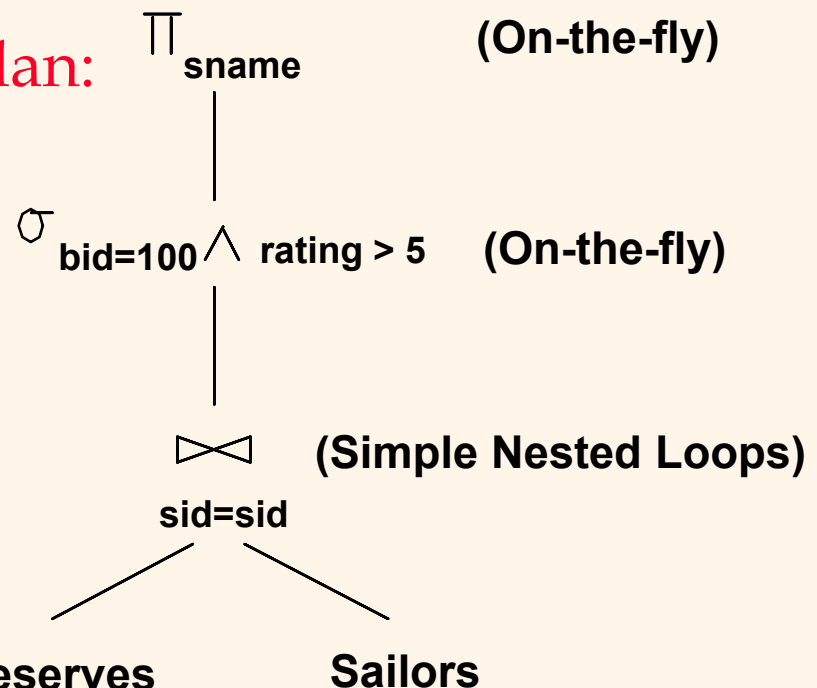 ∏ sname (On-the-fly)
lan:
σ bid=100 ∧ rating > 5 (On-the-fly)
⋈ (Simple Nested Loops)
sid=sid
eserves Sailors